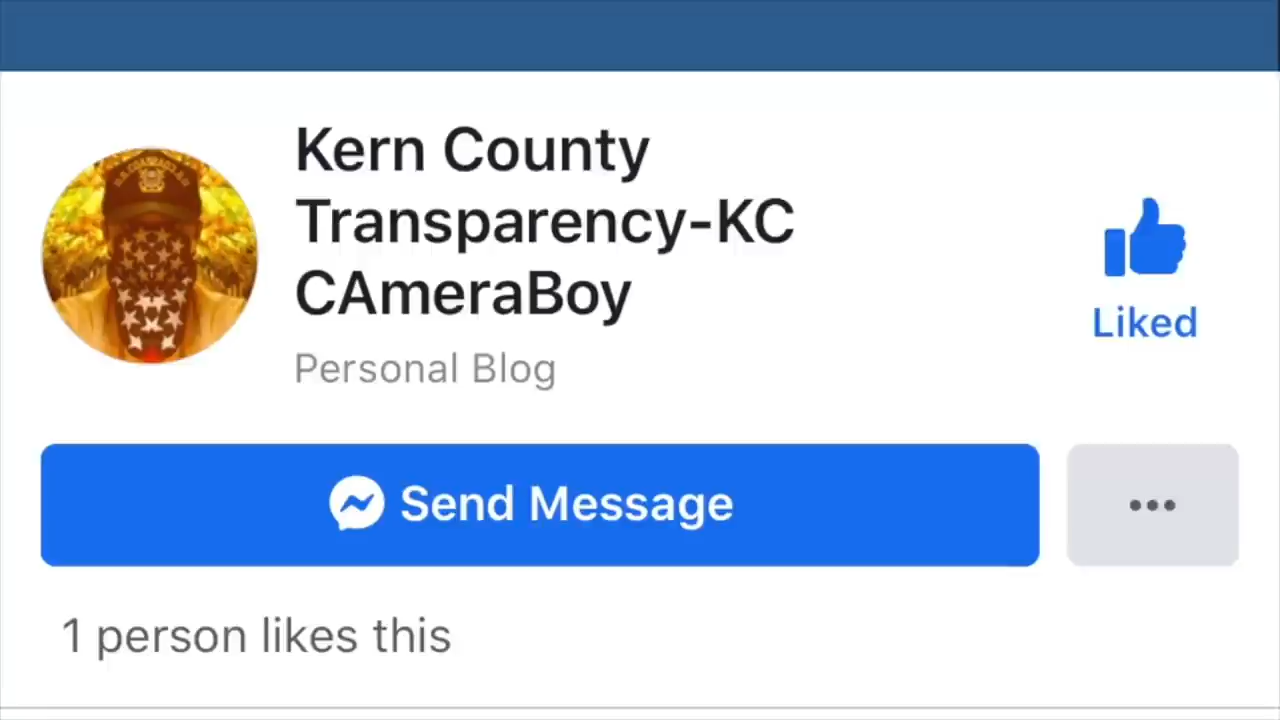 Kern County
Transparency-KC
CAmeraBoy
Personal Blog
Liked
Send Message
1 person likes this